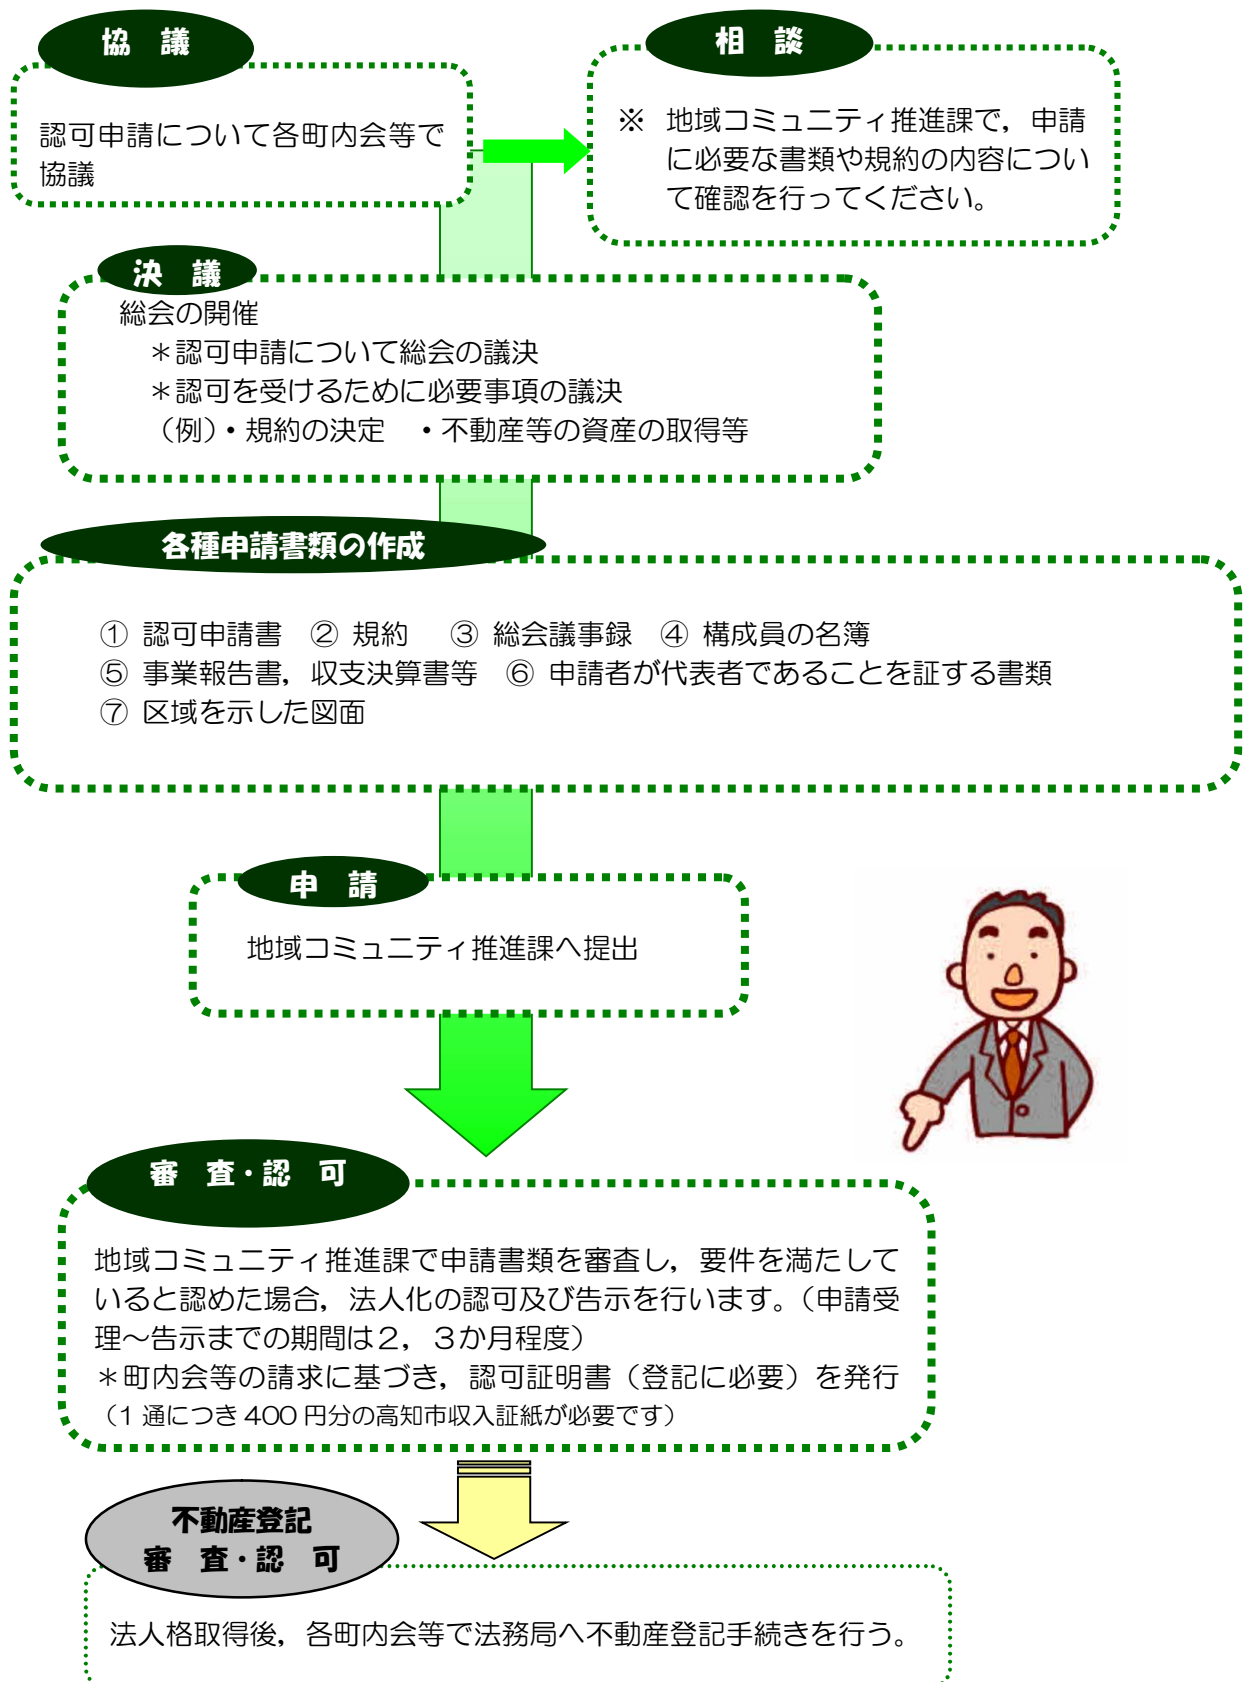 協　議
認可申請について各町内会等で
協議
相　談
※　地域コミュニティ推進課で，申請
に必要な書類や規約の内容につい
て確認を行ってください。
決　議
総会の開催
＊認可申請について総会の議決
＊認可を受けるために必要事項の議決
（例）・規約の決定　・不動産等の資産の取得等
各種申請書類の作成
① 認可申請書　② 規約　③ 総会議事録　④ 構成員の名簿
⑤ 事業報告書，収支決算書等　⑥ 申請者が代表者であることを証する書類
⑦ 区域を示した図面
申　請
地域コミュニティ推進課へ提出
審　査・認　可
地域コミュニティ推進課で申請書類を審査し，要件を満たして
いると認めた場合，法人化の認可及び告示を行います。（申請受
理～告示までの期間は２，３か月程度）
＊町内会等の請求に基づき，認可証明書（登記に必要）を発行
（1 通につき 400 円分の高知市収入証紙が必要です）
不動産登記
審　査・認　可
法人格取得後，各町内会等で法務局へ不動産登記手続きを行う。